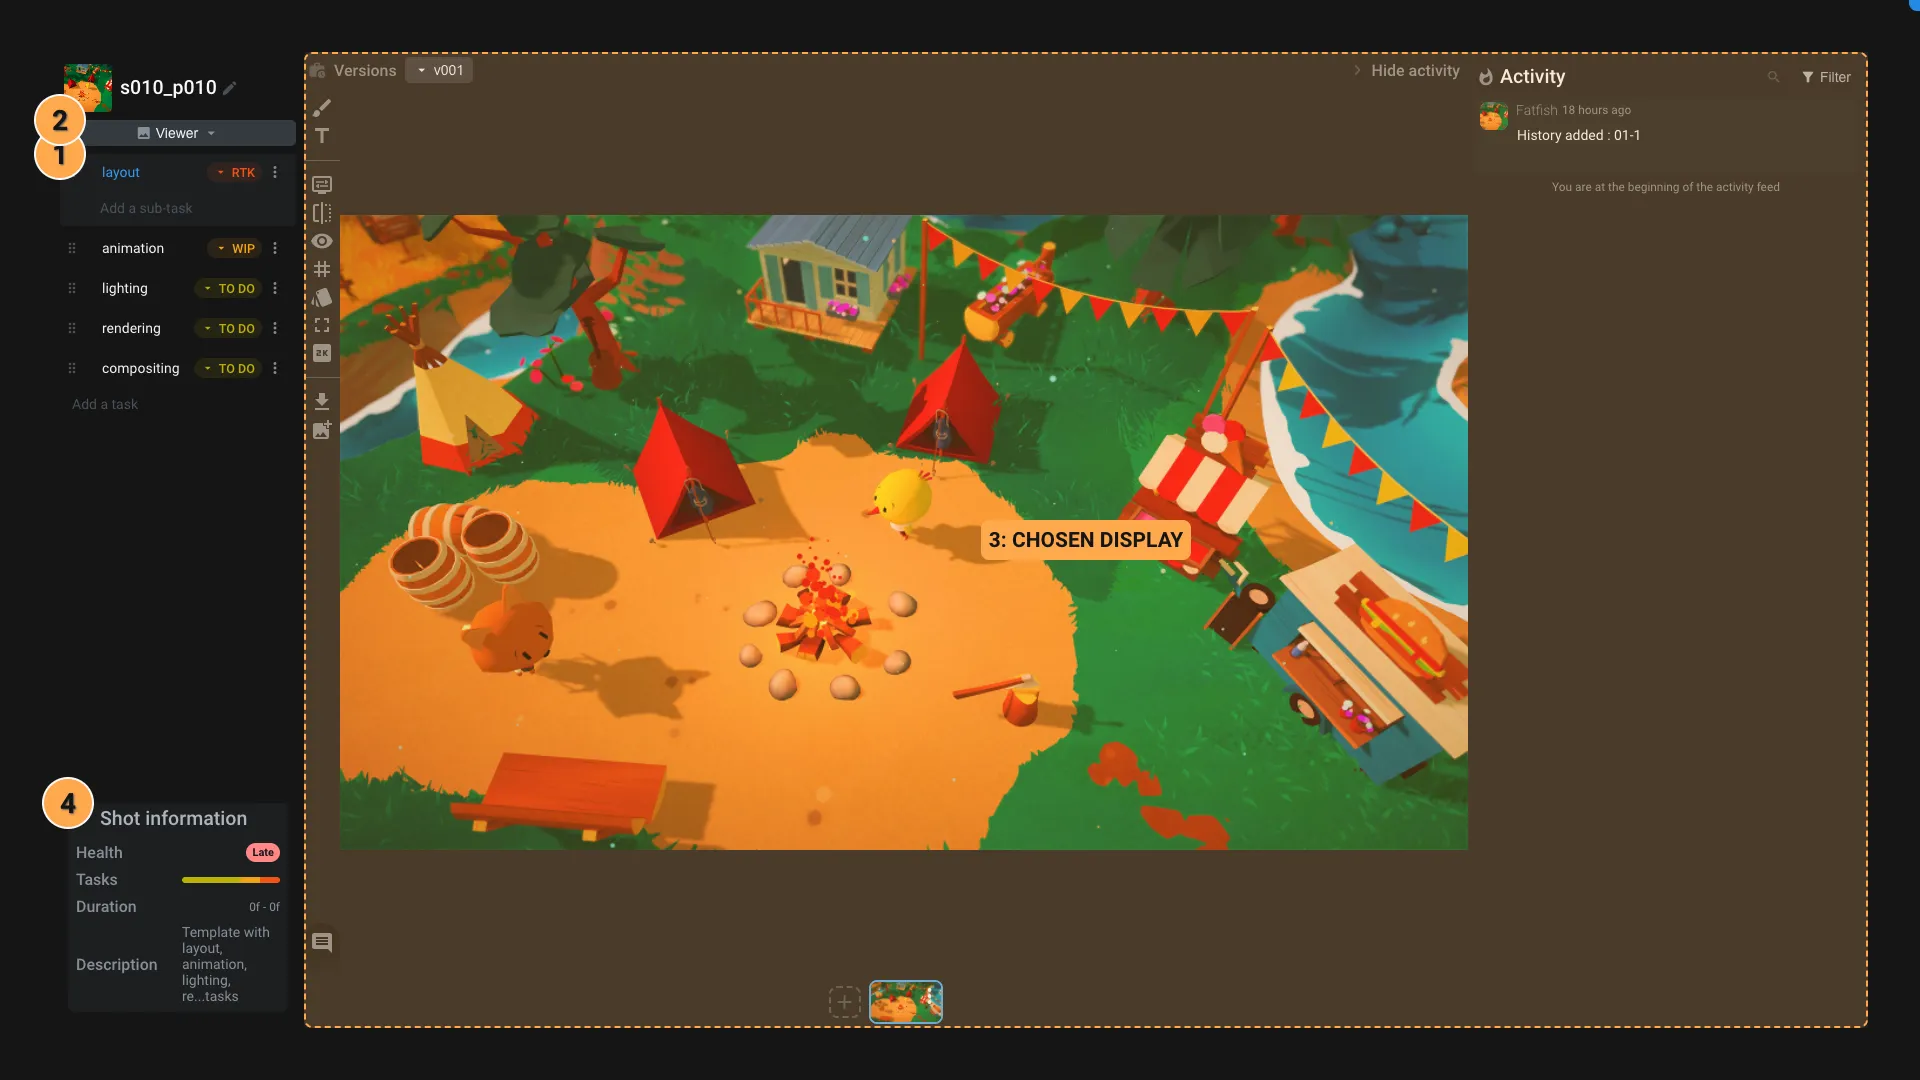 s010_p010
2
Viewer
1
layout
RTK
Add a sub-task
animation
WIP
lighting
TO DO
rendering
TO DO
compositing
TO DO
Add a task
4
Shot information
Health
Late
Tasks
Duration
0f - 0f
Description
Template with
layout,
animation,
lighting,
re...tasks
Versions
v001
Hide activity
T
2K
3: CHOSEN DISPLAY
Activity
Filter
Fatfish 18 hours ago
History added : 01-1
You are at the beginning of the activity feed